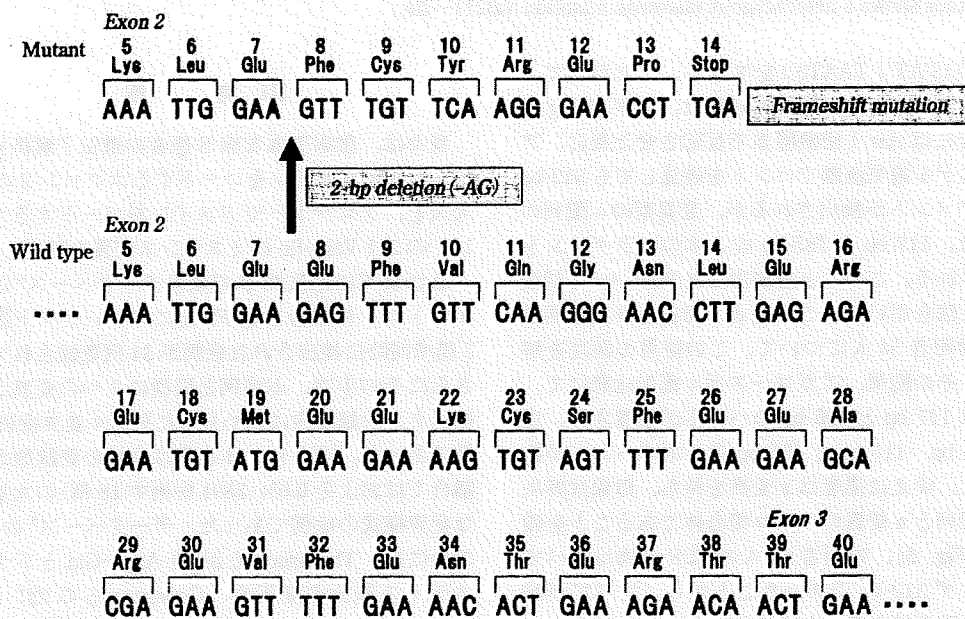 Exon 2
Mutant 5 6 7 8 9 10 11 12 13 14
Lys Leu Glu Phe Cys Tyr Arg Glu Pro Stop
AAA TTG GAA GTT TGT TCA AGG GAA CCT TGA Frameshift mutation
2-bp deletion (-AG)
Exon 2
Wild type 5 6 7 8 9 10 11 12 13 14 15 16
Lys Leu Glu Glu Phe Val Gln Gly Asn Leu Glu Arg
···· AAA TTG GAA GAG TTT GTT CAA GGG AAC CTT GAG AGA
17 18 19 20 21 22 23 24 25 26 27 28
Glu Cys Met Glu Glu Lys Cys Ser Phe Glu Glu Ala
GAA TGT ATG GAA GAA AAG TGT AGT TTT GAA GAA GCA
Exon 3
29 30 31 32 33 34 35 36 37 38 39 40
Arg Glu Val Phe Glu Asn Thr Glu Arg Thr Thr Glu
CGA GAA GTT TTT GAA AAC ACT GAA AGA ACA ACT GAA ····